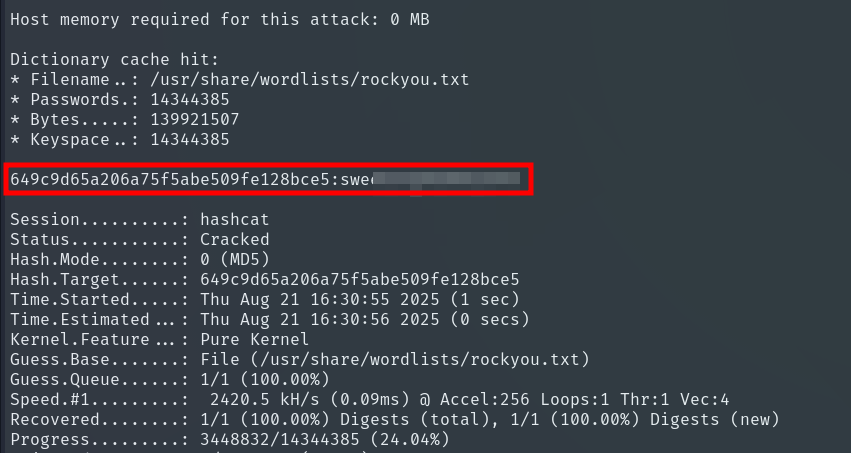 Host memory required for this attack: 0 MB
Dictionary cache hit:
* Filename..: /usr/share/wordlists/rockyou.txt
* Passwords.: 14344385
* Bytes.....: 139921507
* Keyspace..: 14344385
649c9d65a206a75f5abe509fe128bce5:swe
Session..........: hashcat
Status...........: Cracked
Hash.Mode........: 0 (MD5)
Hash.Target......: 649c9d65a206a75f5abe509fe128bce5
Time.Started.....: Thu Aug 21 16:30:55 2025 (1 sec)
Time.Estimated...: Thu Aug 21 16:30:56 2025 (0 secs)
Kernel.Feature...: Pure Kernel
Guess.Base.......: File (/usr/share/wordlists/rockyou.txt)
Guess.Queue......: 1/1 (100.00%)
Speed.#1.........:  2420.5 kH/s (0.09ms) @ Accel:256 Loops:1 Thr:1 Vec:4
Recovered........: 1/1 (100.00%) Digests (total), 1/1 (100.00%) Digests (new)
Progress.........: 3448832/14344385 (24.04%)